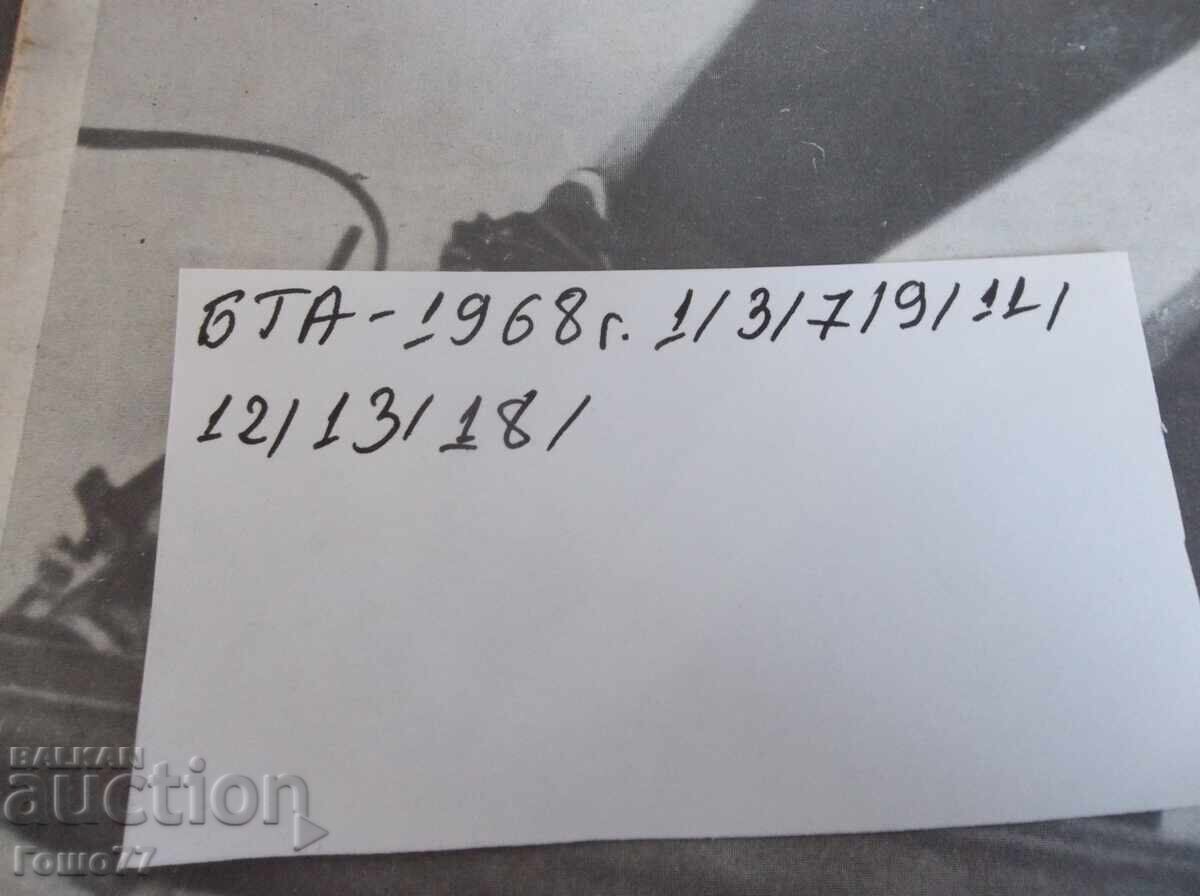 БТА - 1968 г. 1/3/7/9/11/
12/13/18/
BALKAN
auction
Гошо77